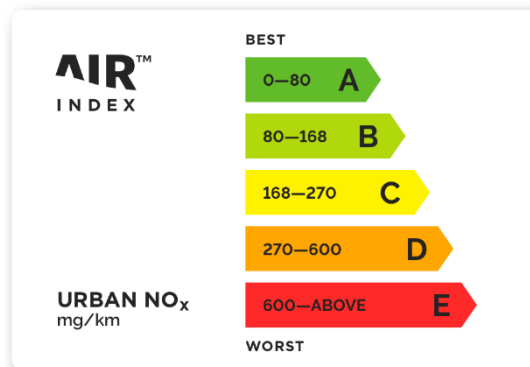 AIR™
INDEX
BEST
0—80 A
80—168 B
168—270 C
270—600 D
600—ABOVE E
WORST
URBAN NOx
mg/km